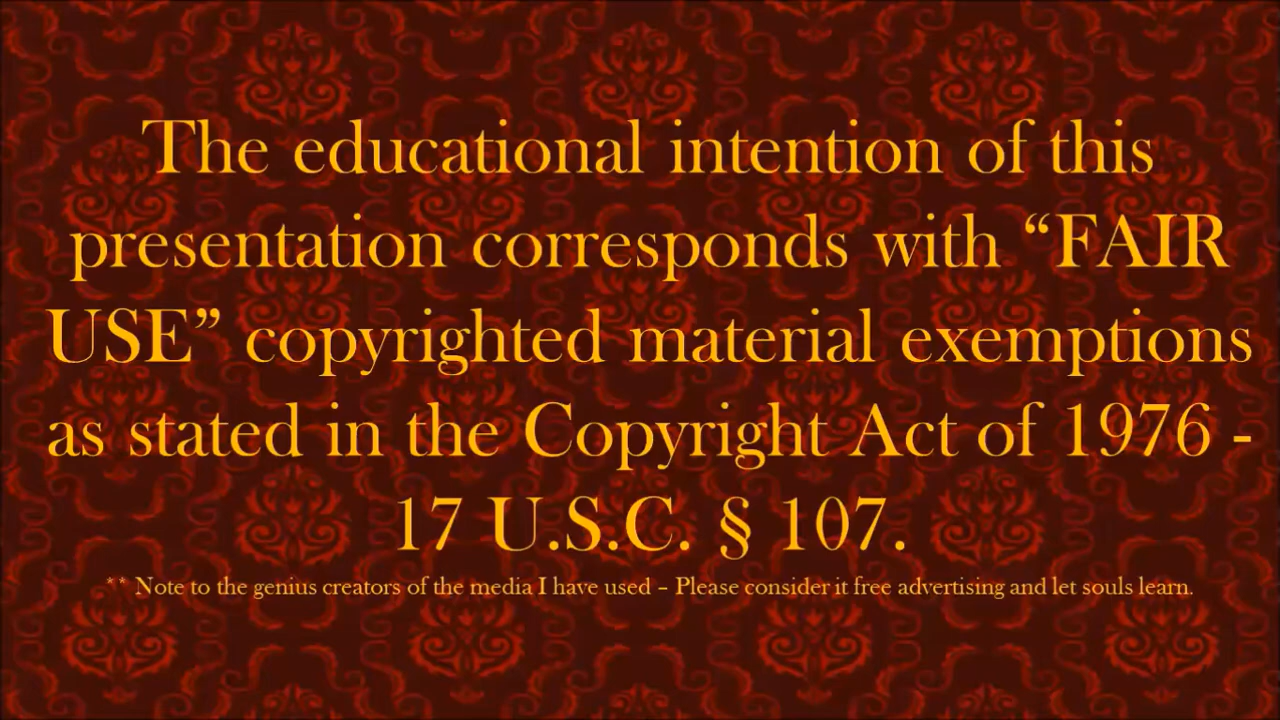 The educational intention of this
presentation corresponds with “FAIR
USE” copyrighted material exemptions
as stated in the Copyright Act of 1976 -
17 U.S.C. § 107.
** Note to the genius creators of the media I have used – Please consider it free advertising and let souls learn.